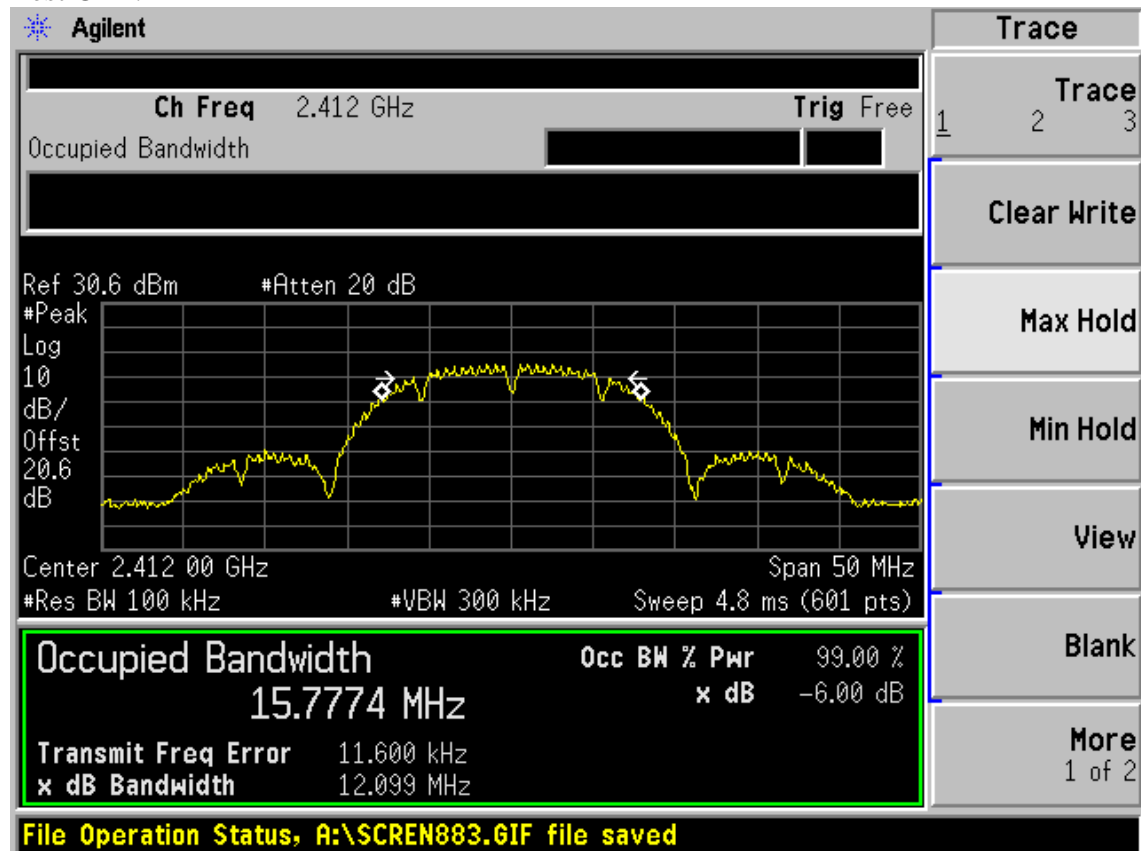 Agilent
Trace
Ch Freq 2.412 GHz Trig Free
Occupied Bandwidth
Trace
1 2 3
Clear Write
Max Hold
Min Hold
View
Blank
More
1 of 2
Ref 30.6 dBm #Atten 20 dB
#Peak
Log
10
dB/
Offst
20.6
dB
Center 2.412 00 GHz Span 50 MHz
#Res BW 100 kHz #VBW 300 kHz Sweep 4.8 ms (601 pts)
Occupied Bandwidth Occ BW % Pwr 99.00 %
15.7774 MHz x dB -6.00 dB
Transmit Freq Error 11.600 kHz
x dB Bandwidth 12.099 MHz
File Operation Status, A:\SCREN883.GIF file saved